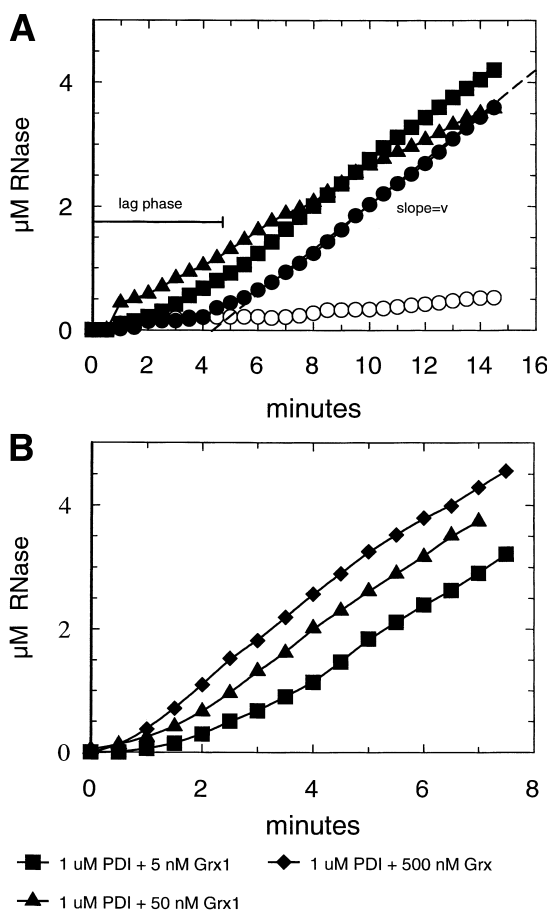 A
µM RNase
4
2
0
lag phase
slope=v
0 2 4 6 8 10 12 14 16
minutes
B
µM RNase
4
2
0
0 2 4 6 8
minutes
1 uM PDI + 5 nM Grx1 1 uM PDI + 500 nM Grx
1 uM PDI + 50 nM Grx1